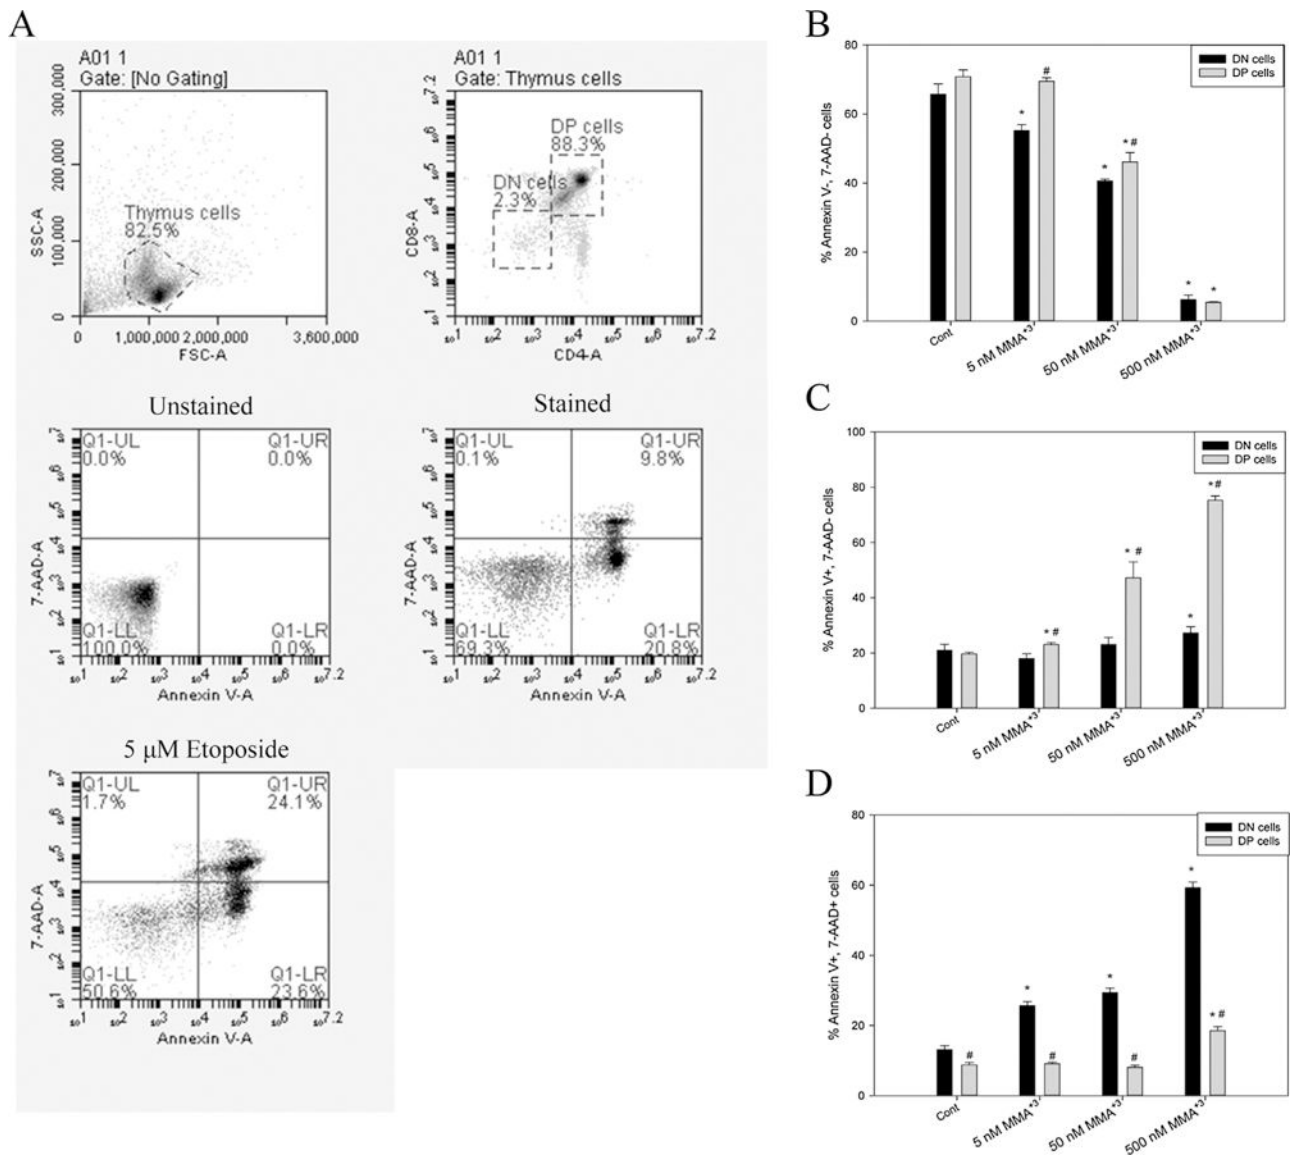 A
A01 1
Gate: [No Gating]
300,000
200,000
100,000
0
SSC-A
Thymus cells
82.5%
0
1,000,000
2,000,000
3,600,000
FSC-A
A01 1
Gate: Thymus cells
DP cells
88.3%
DN cells
2.3%
CD8-A
CD4-A
Unstained
Q1-UL
0.0%
Q1-UR
0.0%
Q1-LL
100.0%
Q1-LR
0.0%
7-AAD-A
Annexin V-A
Stained
Q1-UL
0.1%
Q1-UR
9.8%
Q1-LL
69.3%
Q1-LR
20.8%
7-AAD-A
Annexin V-A
5 μM Etoposide
Q1-UL
1.7%
Q1-UR
24.1%
Q1-LL
50.6%
Q1-LR
23.6%
7-AAD-A
Annexin V-A
B
80
60
40
20
0
% Annexin V-, 7-AAD- cells
DN cells
DP cells
*
#
*
* #
*
*
Cont
5 nM MMA+3
50 nM MMA+3
500 nM MMA+3
C
100
80
60
40
20
0
% Annexin V+, 7-AAD- cells
DN cells
DP cells
* #
* #
*
* #
Cont
5 nM MMA+3
50 nM MMA+3
500 nM MMA+3
D
80
60
40
20
0
% Annexin V+, 7-AAD+ cells
DN cells
DP cells
#
*
#
*
#
*
* #
Cont
5 nM MMA+3
50 nM MMA+3
500 nM MMA+3